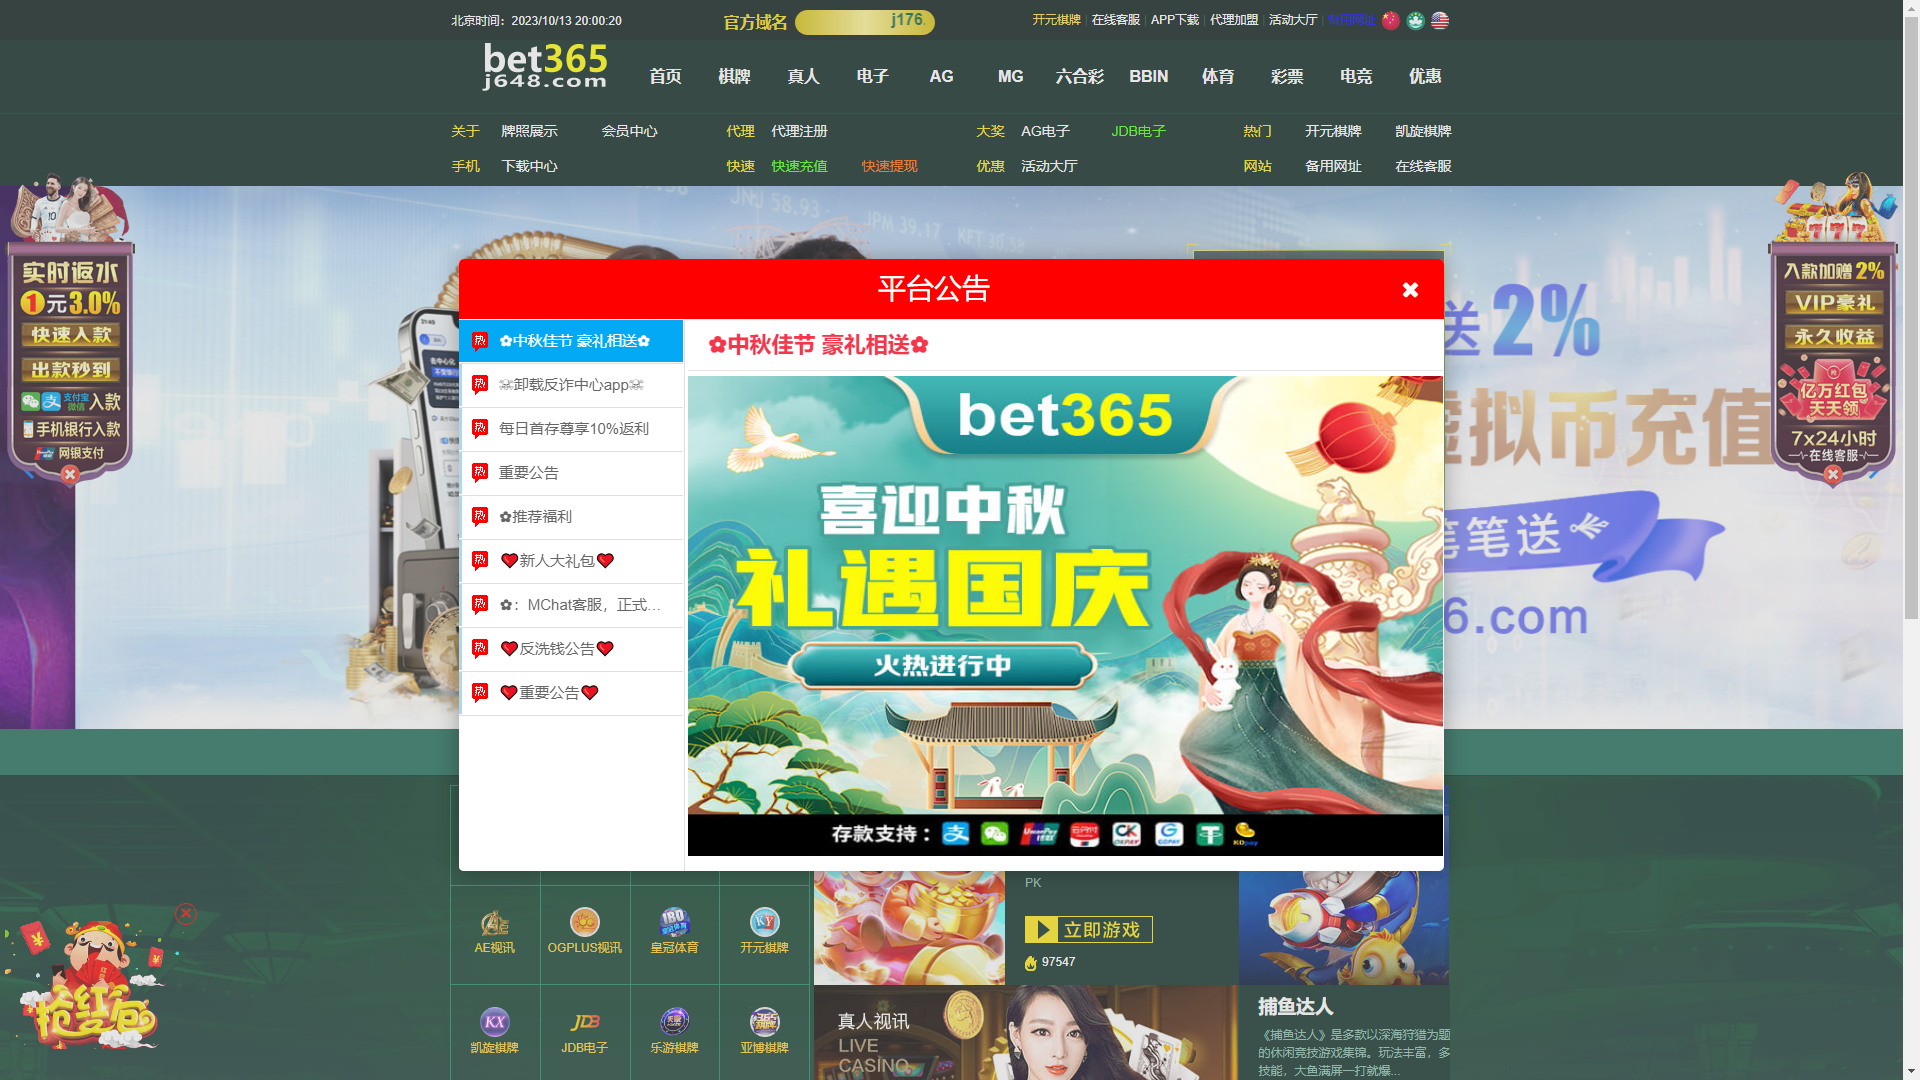 北京时间：2023/10/13 20:00:20
官方域名 j176.
开元棋牌 在线客服 APP下载 代理加盟 活动大厅 备用网址
bet365
j648.com
首页 棋牌 真人 电子 AG MG 六合彩 BBIN 体育 彩票 电竞 优惠
关于 牌照展示 会员中心 代理 代理注册 大奖 AG电子 JDB电子 热门 开元棋牌 凯旋棋牌
手机 下载中心 快速 快速充值 快速提现 优惠 活动大厅 网站 备用网址 在线客服
实时返水
1元3.0%
快速入款
出款秒到
支付宝
微信
入款
手机银行入款
网银支付
平台公告
热 ✿中秋佳节 豪礼相送✿
热 ☠卸载反诈中心app☠
热 每日首存尊享10%返利
热 重要公告
热 ✿推荐福利
热 ❤新人大礼包❤
热 ✿：MChat客服，正式...
热 ❤反洗钱公告❤
热 ❤重要公告❤
✿中秋佳节 豪礼相送✿
bet365
喜迎中秋
礼遇国庆
火热进行中
存款支持：
送2%
虚拟币充值
笔笔送
6.com
入款加赠 2%
VIP豪礼
永久收益
亿万红包
天天领
7x24小时
在线客服
777
抢红包
AE视讯 OGPLUS视讯 皇冠体育 开元棋牌
凯旋棋牌 JDB电子 乐游棋牌 亚博棋牌
PK
立即游戏
97547
真人视讯
LIVE
CASINO
捕鱼达人
《捕鱼达人》是多款以深海狩猎为题
的休闲竞技游戏集锦。玩法丰富，多
技能，大鱼满屏一打就爆...